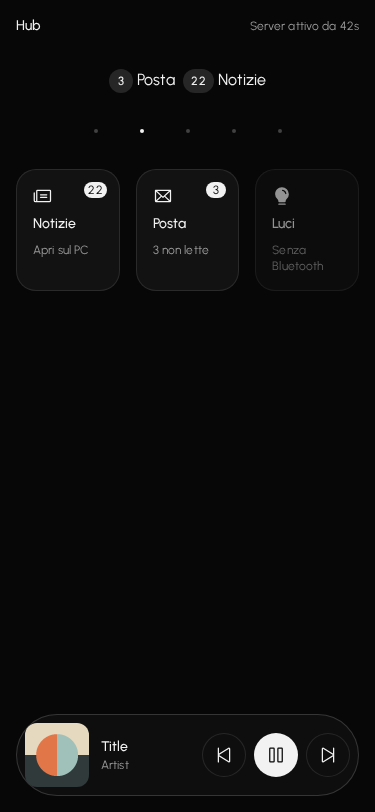 Hub
Server attivo da 42s
3 Posta 22 Notizie
22
Notizie
Apri sul PC
3
Posta
3 non lette
Luci
Senza
Bluetooth
Title
Artist